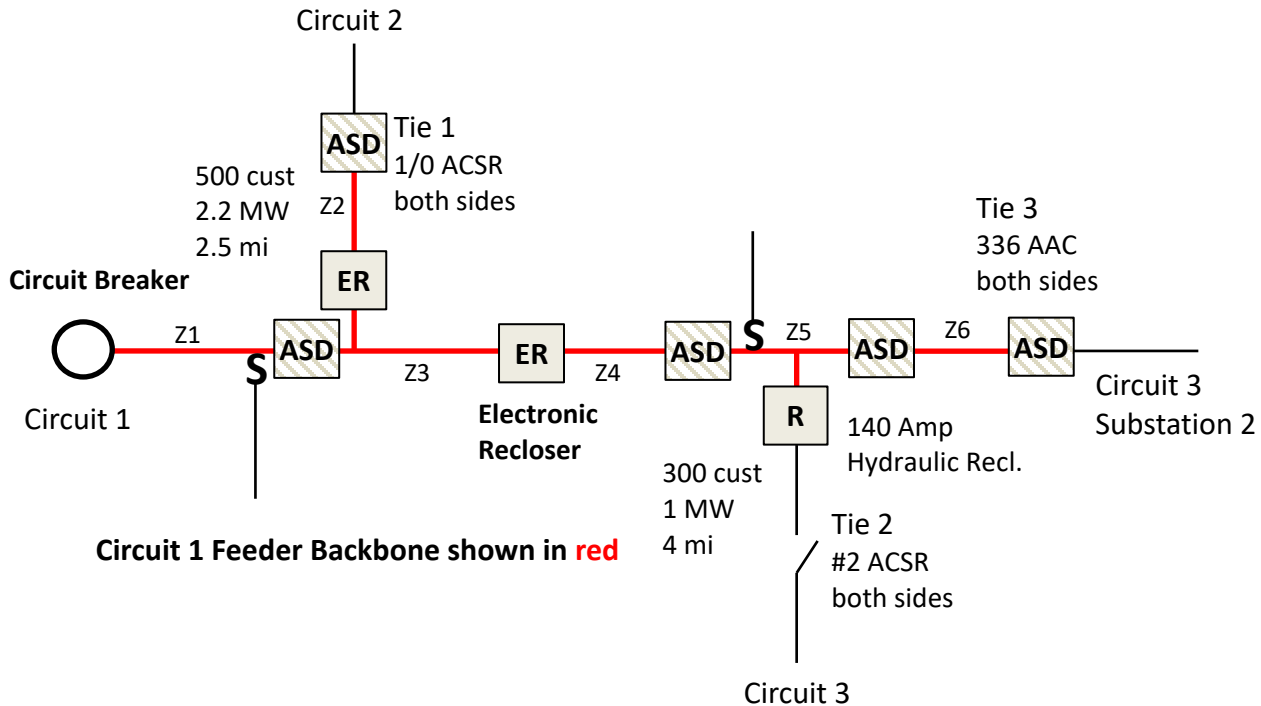 Circuit 2
ASD
Tie 1
1/0 ACSR
both sides
500 cust
2.2 MW
2.5 mi
Z2
ER
Circuit Breaker
Z1
S
ASD
Z3
ER
Z4
ASD
S
Z5
ASD
Z6
ASD
Tie 3
336 AAC
both sides
Circuit 1
Electronic
Recloser
R
140 Amp
Hydraulic Recl.
Circuit 3
Substation 2
300 cust
1 MW
4 mi
Tie 2
#2 ACSR
both sides
Circuit 1 Feeder Backbone shown in red
Circuit 3